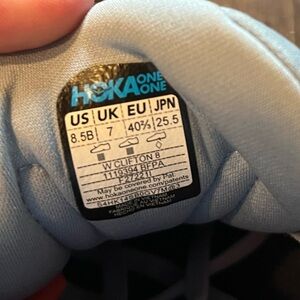 HOKA ONE
ONE
US UK EU JPN
8.5B 7 40⅔ 25.5
W CLIFTON 8
1119394 BFPA
F27221
May be covered by Pat.
www.hokaoneone.com/patents